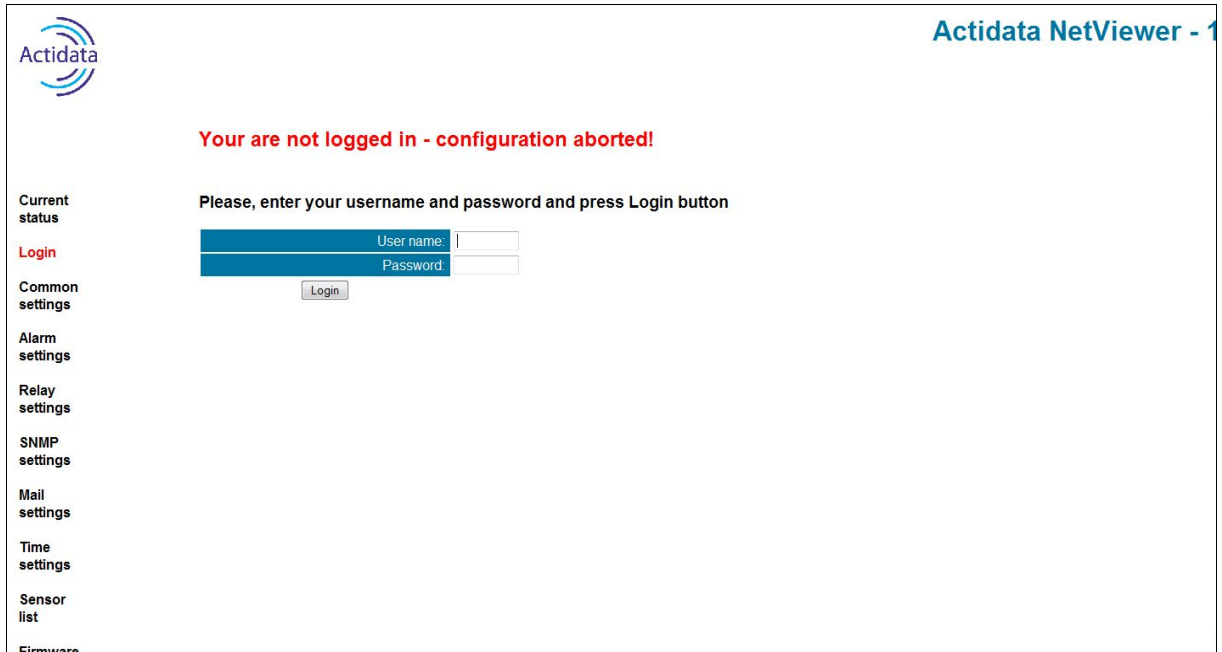 Actidata
Actidata NetViewer - 1
Your are not logged in - configuration aborted!
Please, enter your username and password and press Login button
User name:
Password:
Login
Current
status
Login
Common
settings
Alarm
settings
Relay
settings
SNMP
settings
Mail
settings
Time
settings
Sensor
list
Firmware